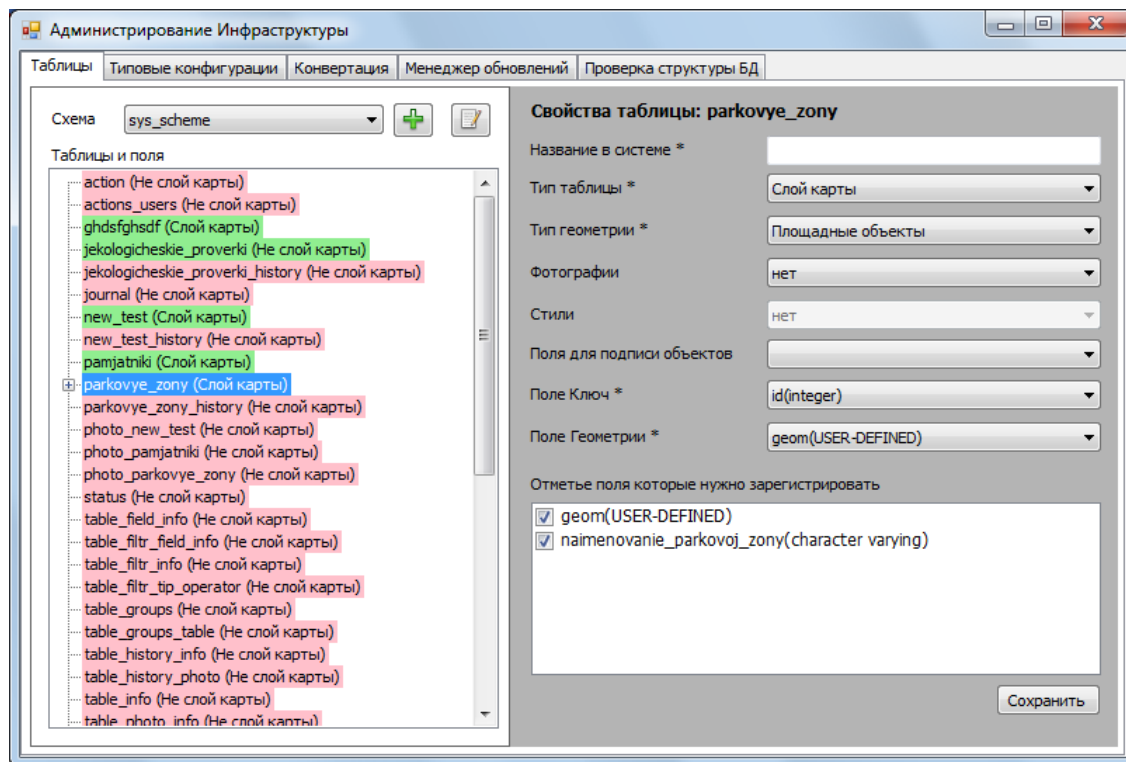 Администрирование Инфраструктуры
Таблицы Типовые конфигурации Конвертация Менеджер обновлений Проверка структуры БД
Схема sys_scheme
Таблицы и поля
action (Не слой карты)
actions_users (Не слой карты)
ghdsfghsdf (Слой карты)
jekologicheskie_proverki (Не слой карты)
jekologicheskie_proverki_history (Не слой карты)
journal (Не слой карты)
new_test (Слой карты)
new_test_history (Не слой карты)
pamjatniki (Слой карты)
parkovye_zony (Слой карты)
parkovye_zony_history (Не слой карты)
photo_new_test (Не слой карты)
photo_pamjatniki (Не слой карты)
photo_parkovye_zony (Не слой карты)
status (Не слой карты)
table_field_info (Не слой карты)
table_filtr_field_info (Не слой карты)
table_filtr_info (Не слой карты)
table_filtr_tip_operator (Не слой карты)
table_groups (Не слой карты)
table_groups_table (Не слой карты)
table_history_info (Не слой карты)
table_history_photo (Не слой карты)
table_info (Не слой карты)
table_photo_info (Не слой карты)
Свойства таблицы: parkovye_zony
Название в системе *
Тип таблицы * Слой карты
Тип геометрии * Площадные объекты
Фотографии нет
Стили нет
Поля для подписи объектов
Поле Ключ * id(integer)
Поле Геометрии * geom(USER-DEFINED)
Отметье поля которые нужно зарегистрировать
geom(USER-DEFINED)
naimenovanie_parkovoj_zony(character varying)
Сохранить